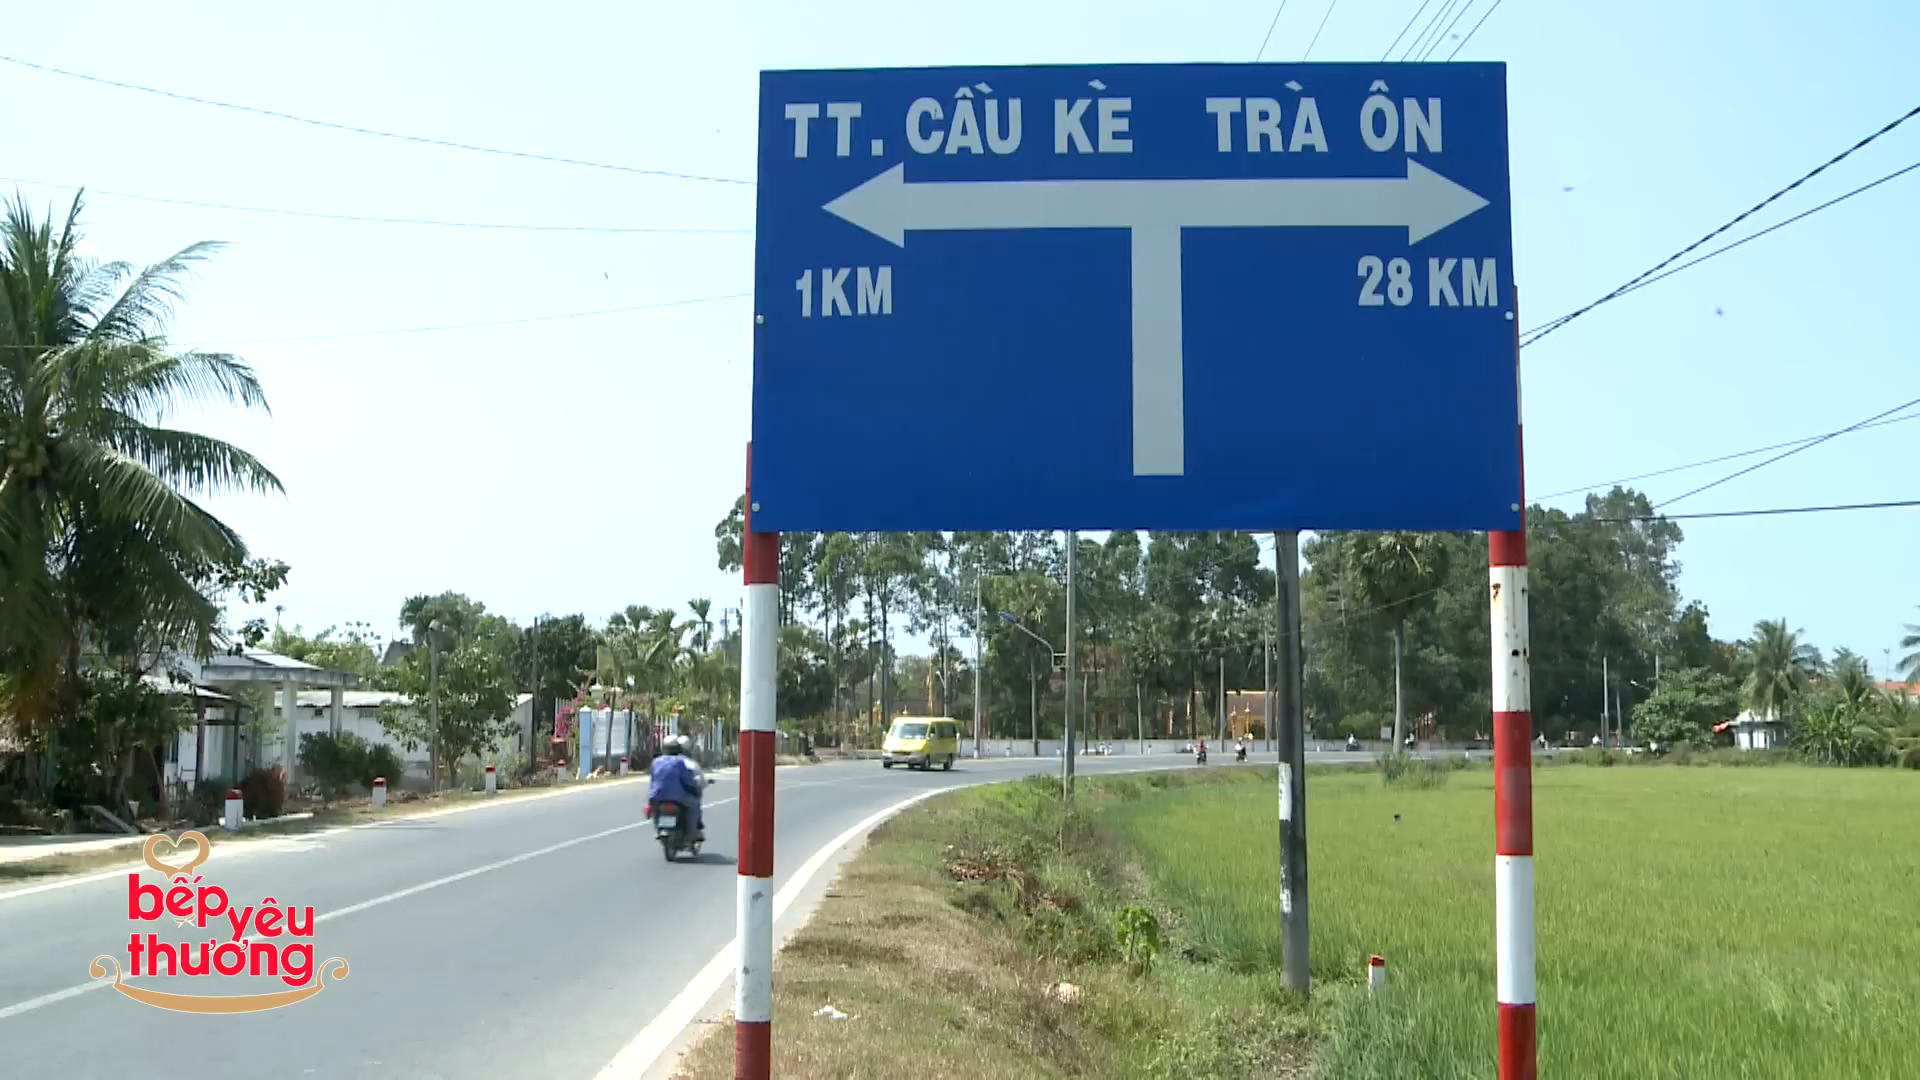 TT. CẦU KÈ TRÀ ÔN
1KM 28 KM
bếp yêu
thương